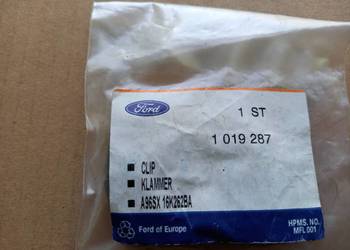 Ford
1 ST
1 019 287
CLIP
KLAMMER
A96SX 16K262BA
Ford of Europe
HPMS. NO.
MFL 001